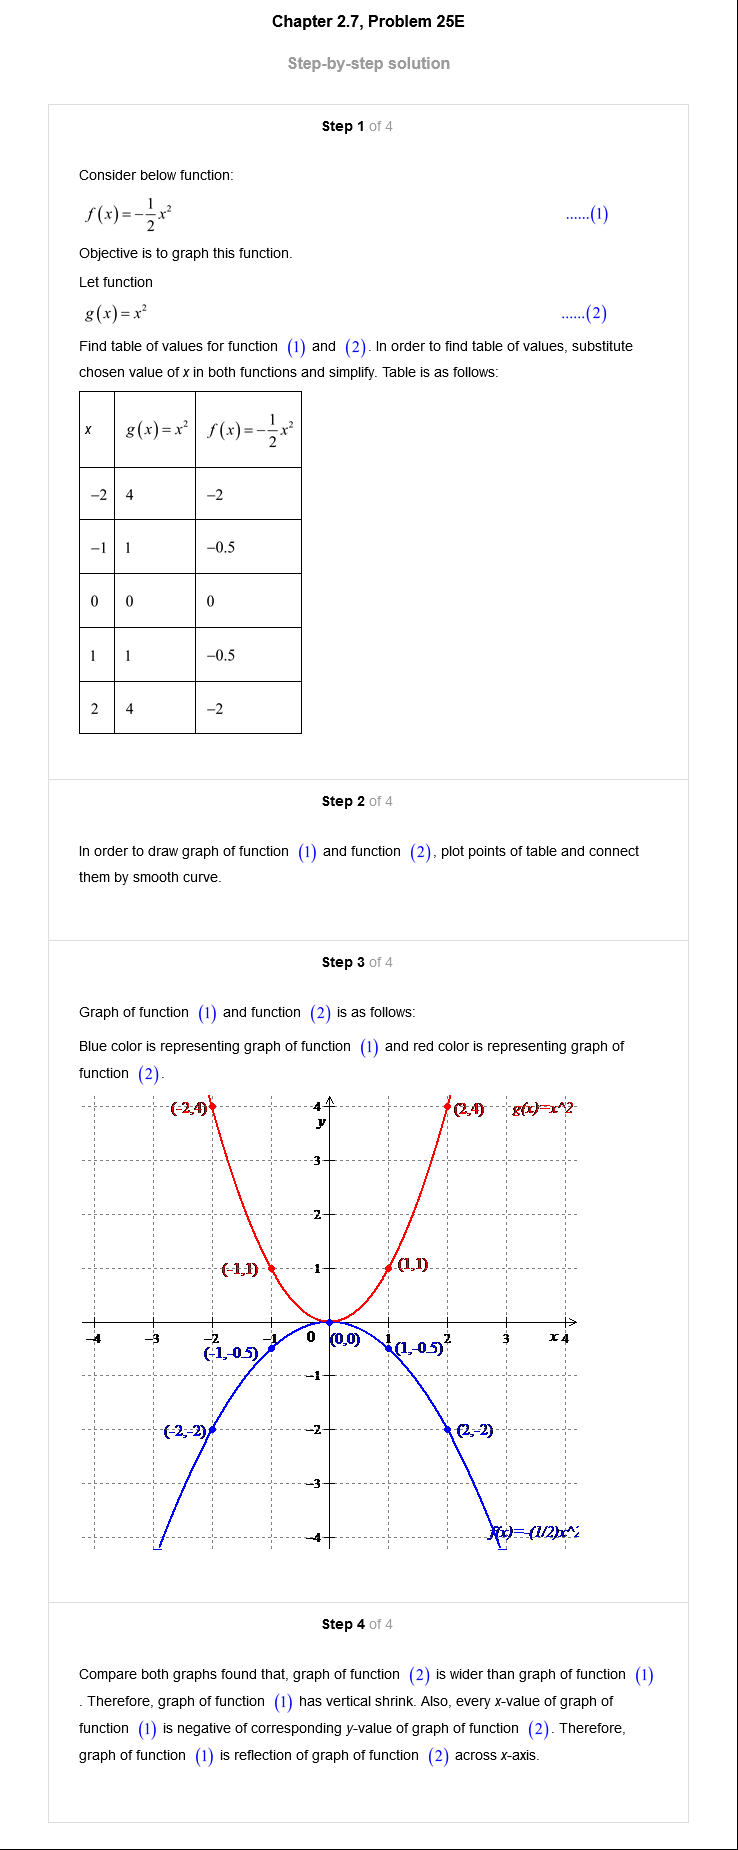 Chapter 2.7, Problem 25E
Step-by-step solution
Step 1 of 4
Consider below function:
f(x)=-1/2x² ......(1)
Objective is to graph this function.
Let function
g(x)=x² ......(2)
Find table of values for function (1) and (2). In order to find table of values, substitute
chosen value of x in both functions and simplify. Table is as follows:
x g(x)=x² f(x)=-1/2x²
-2 4 -2
-1 1 -0.5
0 0 0
1 1 -0.5
2 4 -2
Step 2 of 4
In order to draw graph of function (1) and function (2), plot points of table and connect
them by smooth curve.
Step 3 of 4
Graph of function (1) and function (2) is as follows:
Blue color is representing graph of function (1) and red color is representing graph of
function (2).
(-2,4) 4 (2,4) g(x)=x^2
y
3
2
(-1,1) 1 (1,1)
-4 -3 -2 -1 0 (0,0) 1 2 3 x 4
(-1,-0.5) (1,-0.5)
-1
(-2,-2) -2 (2,-2)
-3
-4 f(x)=-(1/2)x^2
Step 4 of 4
Compare both graphs found that, graph of function (2) is wider than graph of function (1)
. Therefore, graph of function (1) has vertical shrink. Also, every x-value of graph of
function (1) is negative of corresponding y-value of graph of function (2). Therefore,
graph of function (1) is reflection of graph of function (2) across x-axis.